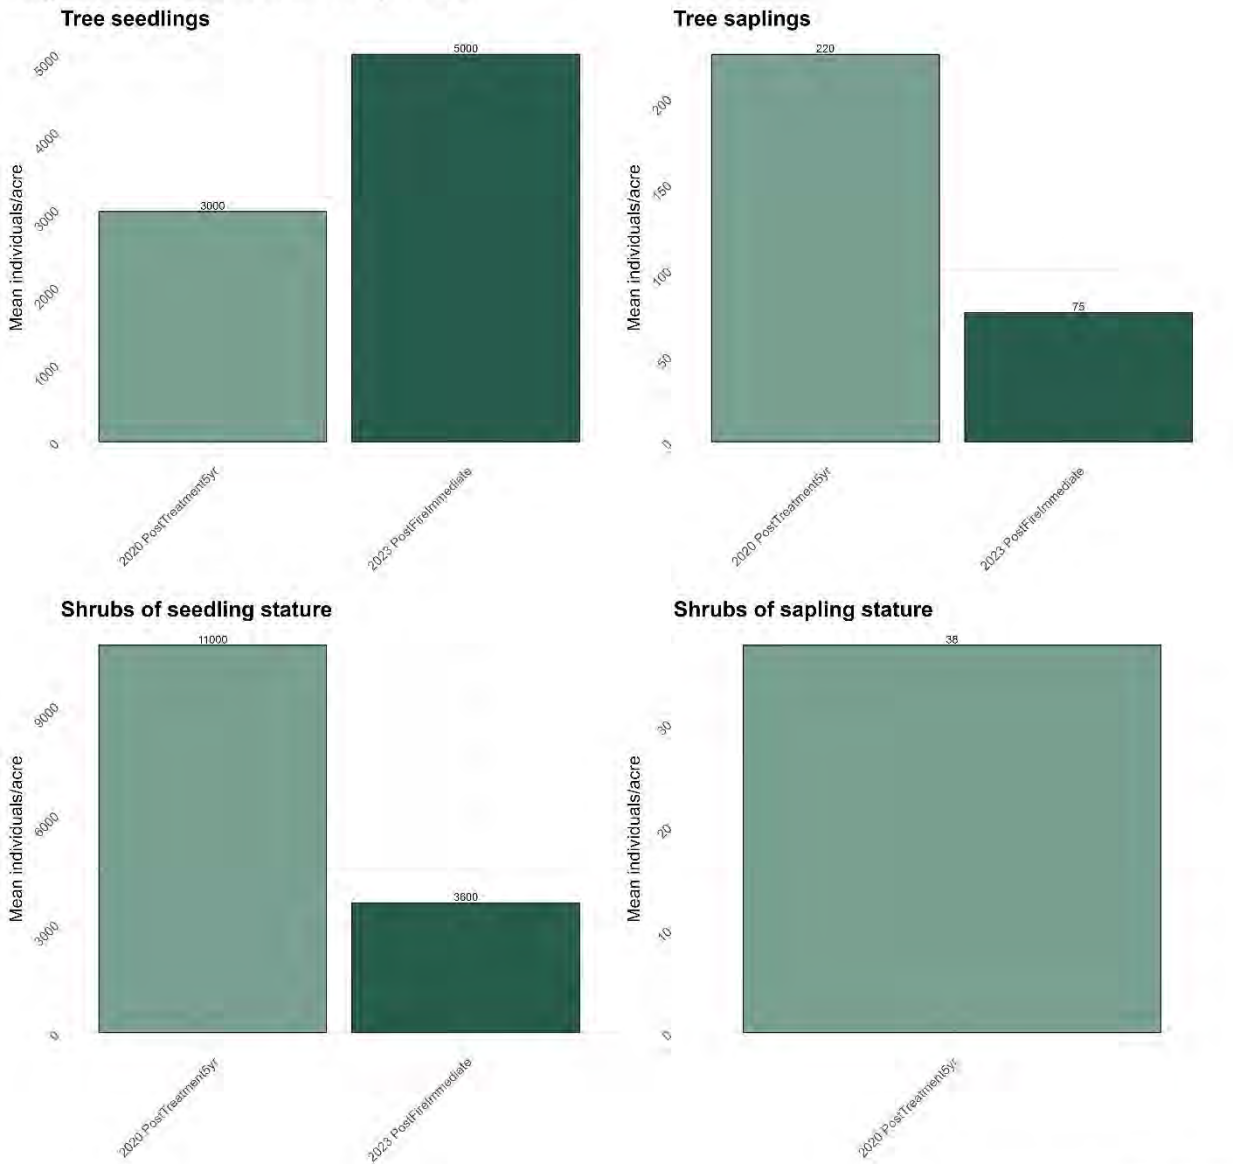 Tree seedlings
Mean individuals/acre
5000
4000
3000
2000
1000
0
3000
5000
2020 PostTreatment5yr
2023 PostFireImmediate
Tree saplings
Mean individuals/acre
200
150
100
50
0
220
75
2020 PostTreatment5yr
2023 PostFireImmediate
Shrubs of seedling stature
Mean individuals/acre
9000
6000
3000
0
11000
3600
2020 PostTreatment5yr
2023 PostFireImmediate
Shrubs of sapling stature
Mean individuals/acre
30
20
10
0
38
2020 PostTreatment5yr